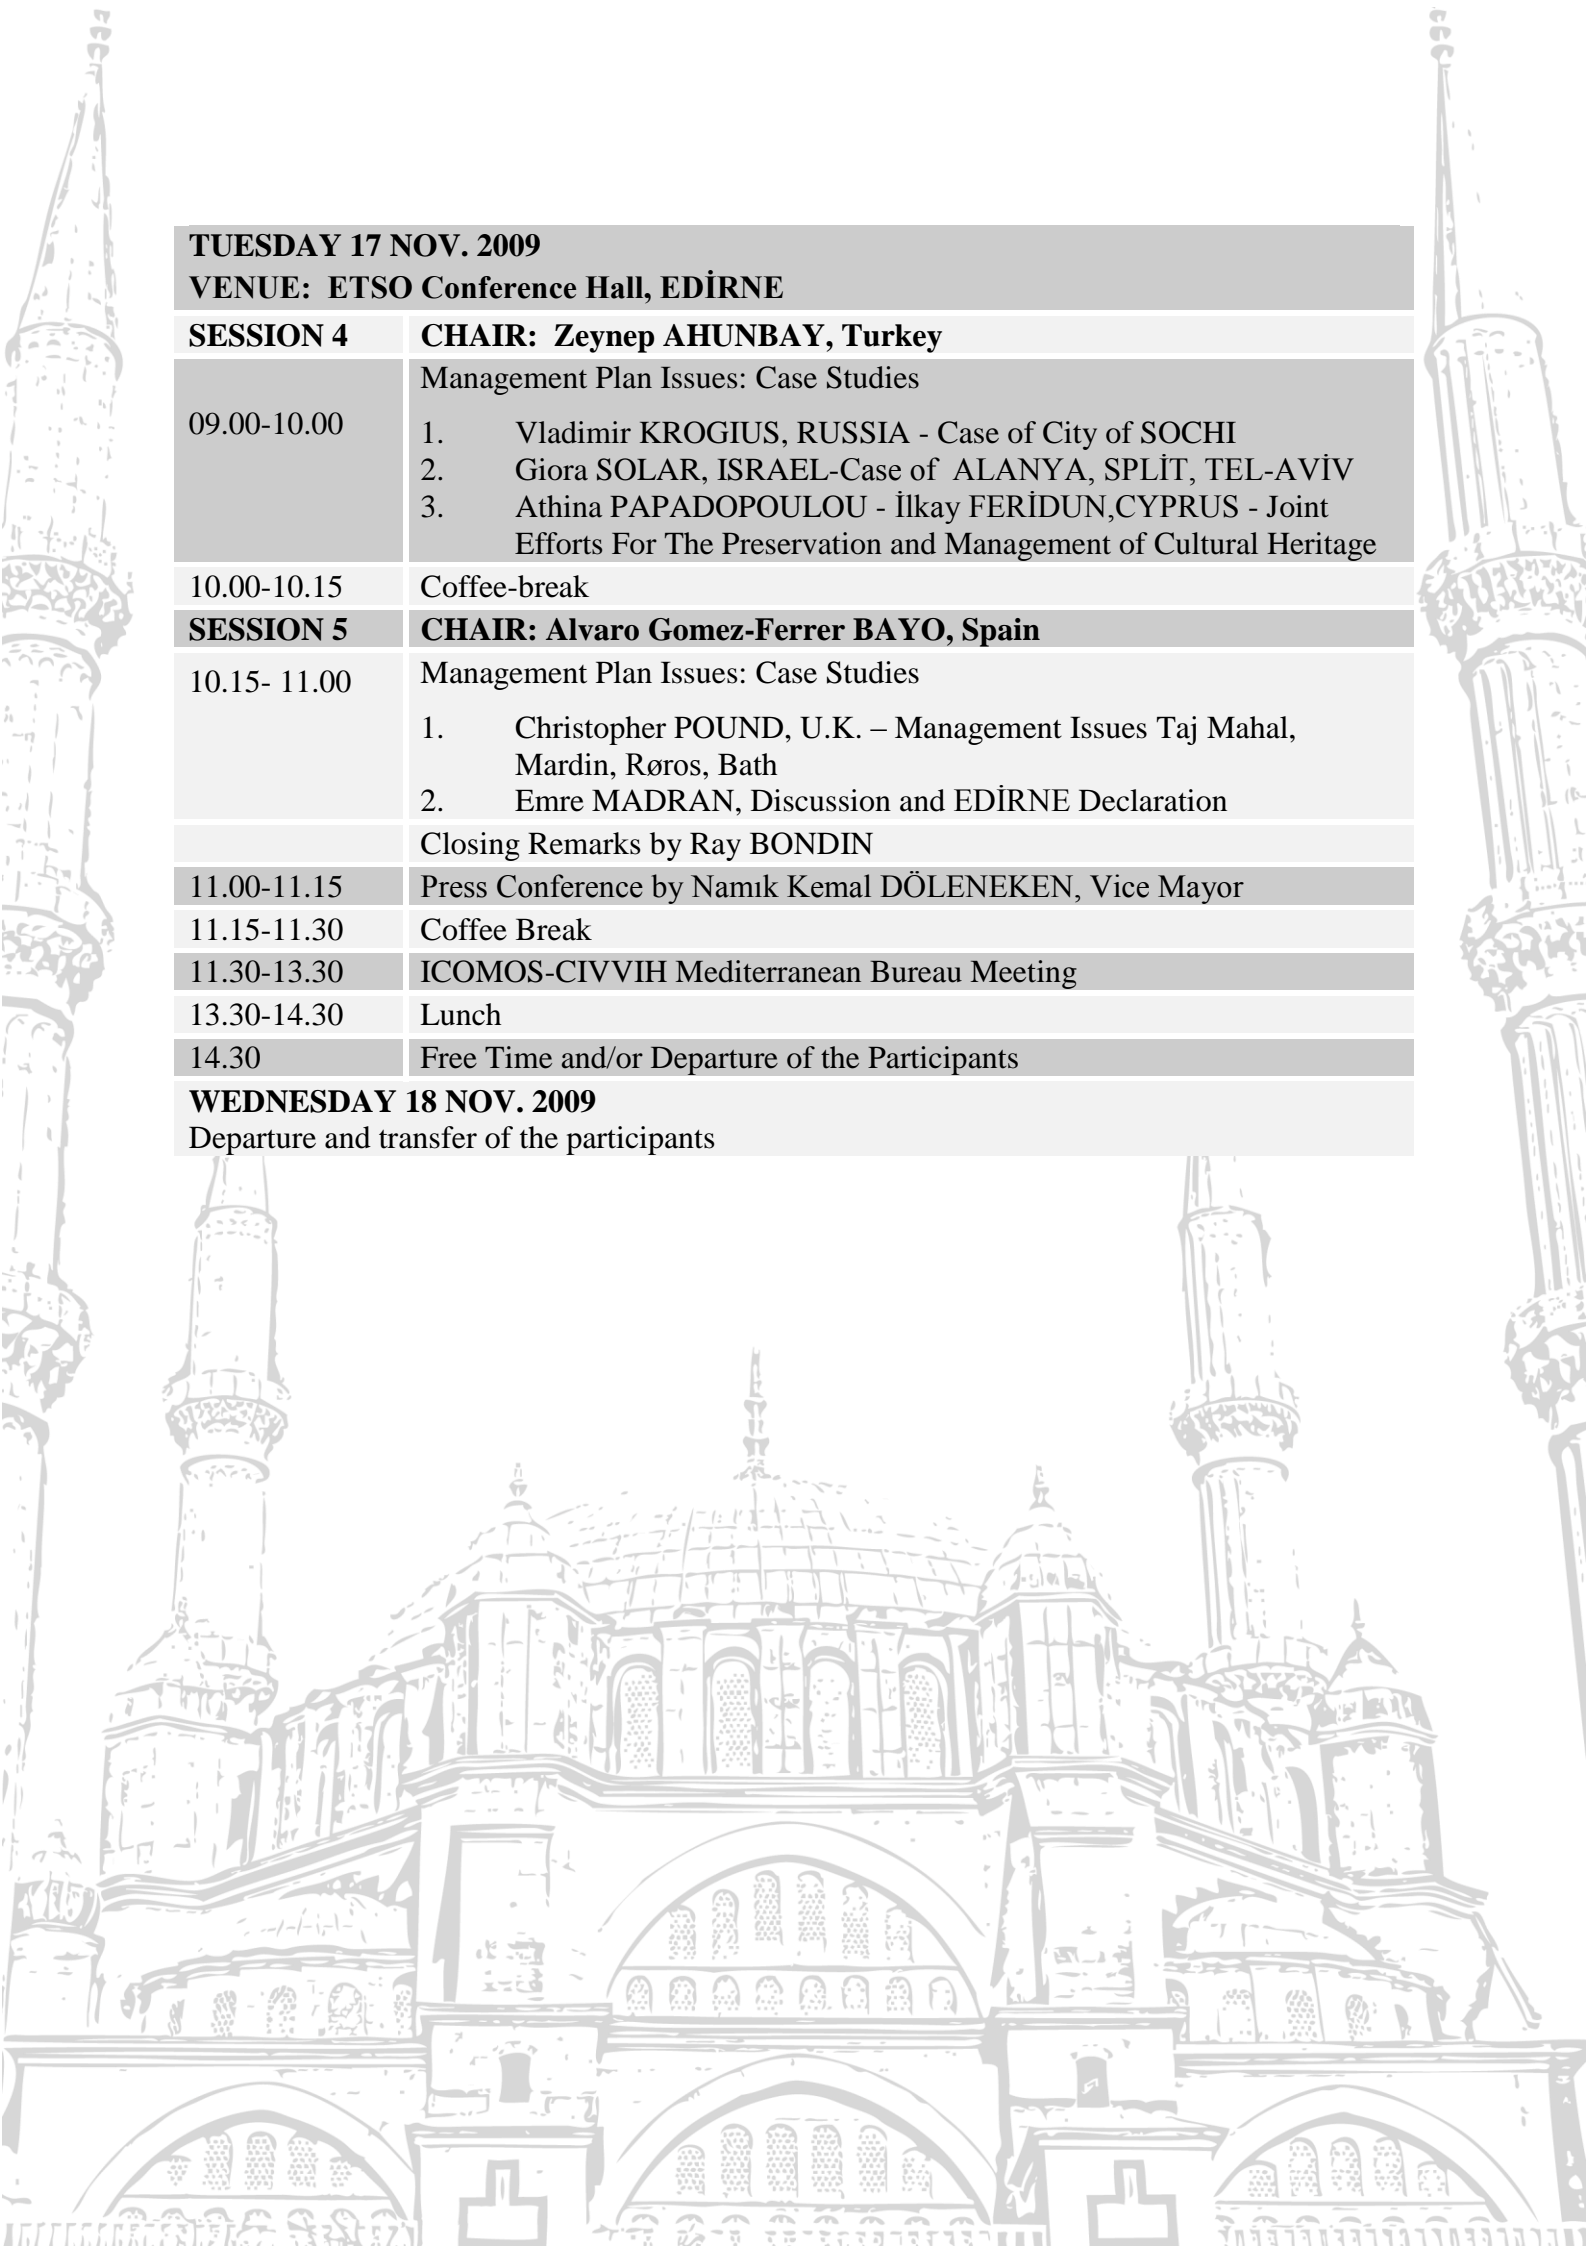 TUESDAY 17 NOV. 2009
VENUE:  ETSO Conference Hall, EDİRNE
SESSION 4 CHAIR:  Zeynep AHUNBAY, Turkey
Management Plan Issues: Case Studies
09.00-10.00
1. Vladimir KROGIUS, RUSSIA - Case of City of SOCHI
2. Giora SOLAR, ISRAEL-Case of  ALANYA, SPLİT, TEL-AVİV
3. Athina PAPADOPOULOU - İlkay FERİDUN,CYPRUS - Joint
Efforts For The Preservation and Management of Cultural Heritage
10.00-10.15 Coffee-break
SESSION 5 CHAIR: Alvaro Gomez-Ferrer BAYO, Spain
10.15- 11.00 Management Plan Issues: Case Studies
1. Christopher POUND, U.K. – Management Issues Taj Mahal,
Mardin, Røros, Bath
2. Emre MADRAN, Discussion and EDİRNE Declaration
Closing Remarks by Ray BONDIN
11.00-11.15 Press Conference by Namık Kemal DÖLENEKEN, Vice Mayor
11.15-11.30 Coffee Break
11.30-13.30 ICOMOS-CIVVIH Mediterranean Bureau Meeting
13.30-14.30 Lunch
14.30 Free Time and/or Departure of the Participants
WEDNESDAY 18 NOV. 2009
Departure and transfer of the participants